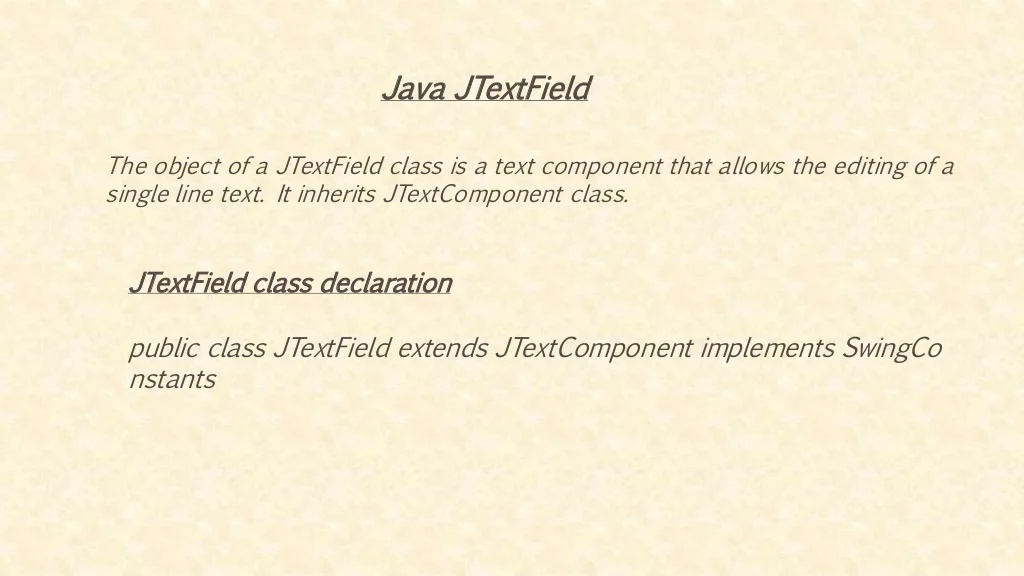 Java JTextField
The object of a JTextField class is a text component that allows the editing of a
single line text. It inherits JTextComponent class.
JTextField class declaration
public class JTextField extends JTextComponent implements SwingCo
nstants